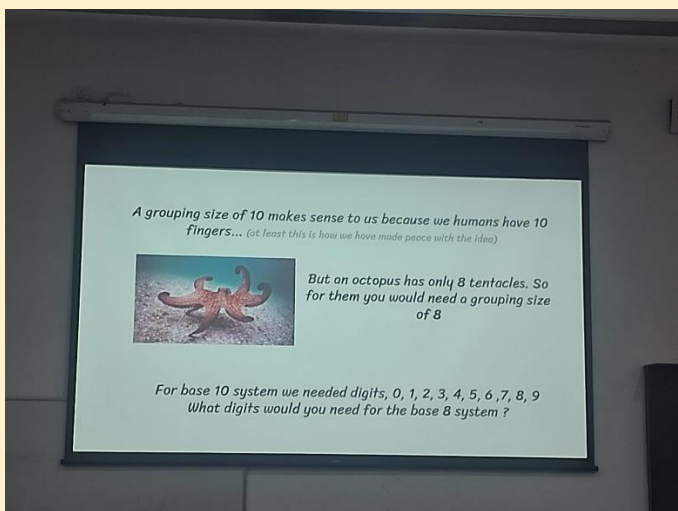 A grouping size of 10 makes sense to us because we humans have 10
fingers... (at least this is how we have made peace with the idea)
But an octopus has only 8 tentacles. So
for them you would need a grouping size
of 8
For base 10 system we needed digits, 0, 1, 2, 3, 4, 5, 6 ,7, 8, 9
What digits would you need for the base 8 system ?